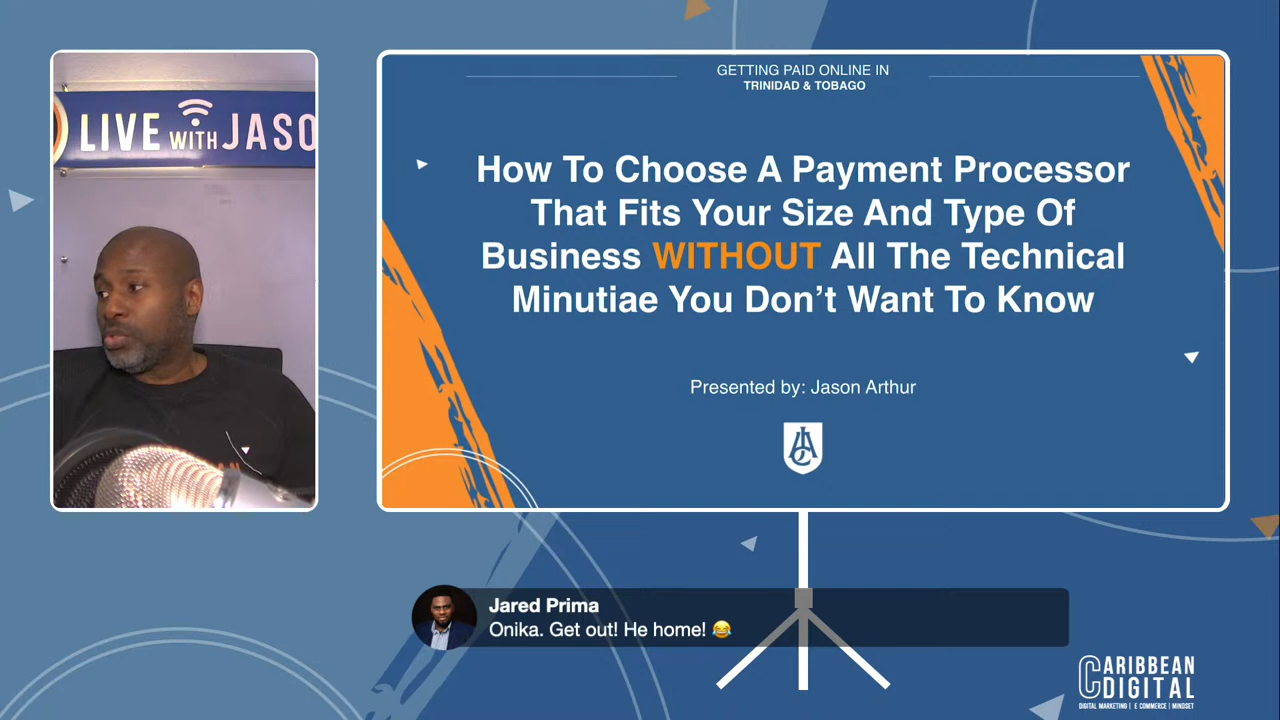 LIVE WITH JASO
GETTING PAID ONLINE IN
TRINIDAD & TOBAGO
How To Choose A Payment Processor
That Fits Your Size And Type Of
Business WITHOUT All The Technical
Minutiae You Don’t Want To Know
Presented by: Jason Arthur
Jared Prima
Onika. Get out! He home! 😂
CARIBBEAN
DIGITAL
DIGITAL MARKETING | E COMMERCE | MINDSET